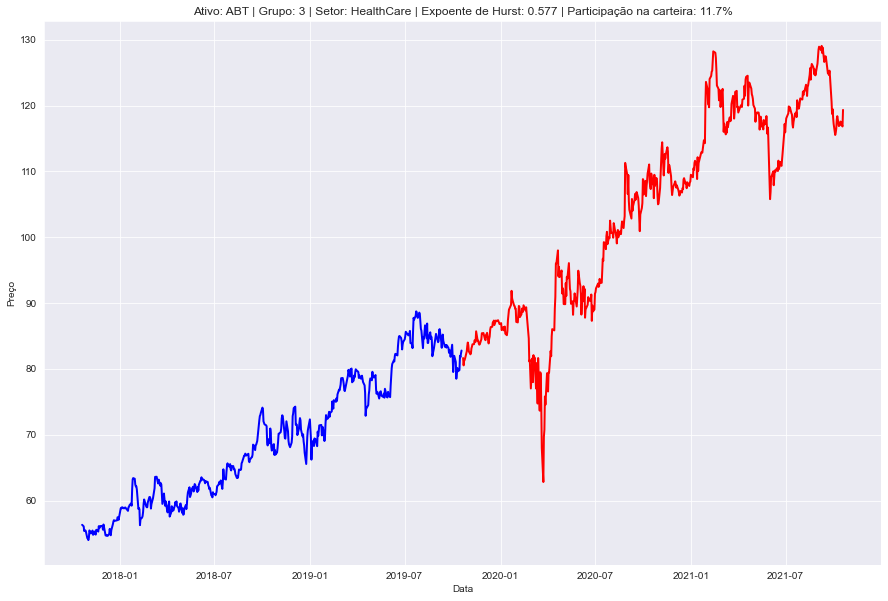 Ativo: ABT | Grupo: 3 | Setor: HealthCare | Expoente de Hurst: 0.577 | Participação na carteira: 11.7%
130
120
110
100
90
80
70
60
Preço
2018-01 2018-07 2019-01 2019-07 2020-01 2020-07 2021-01 2021-07
Data